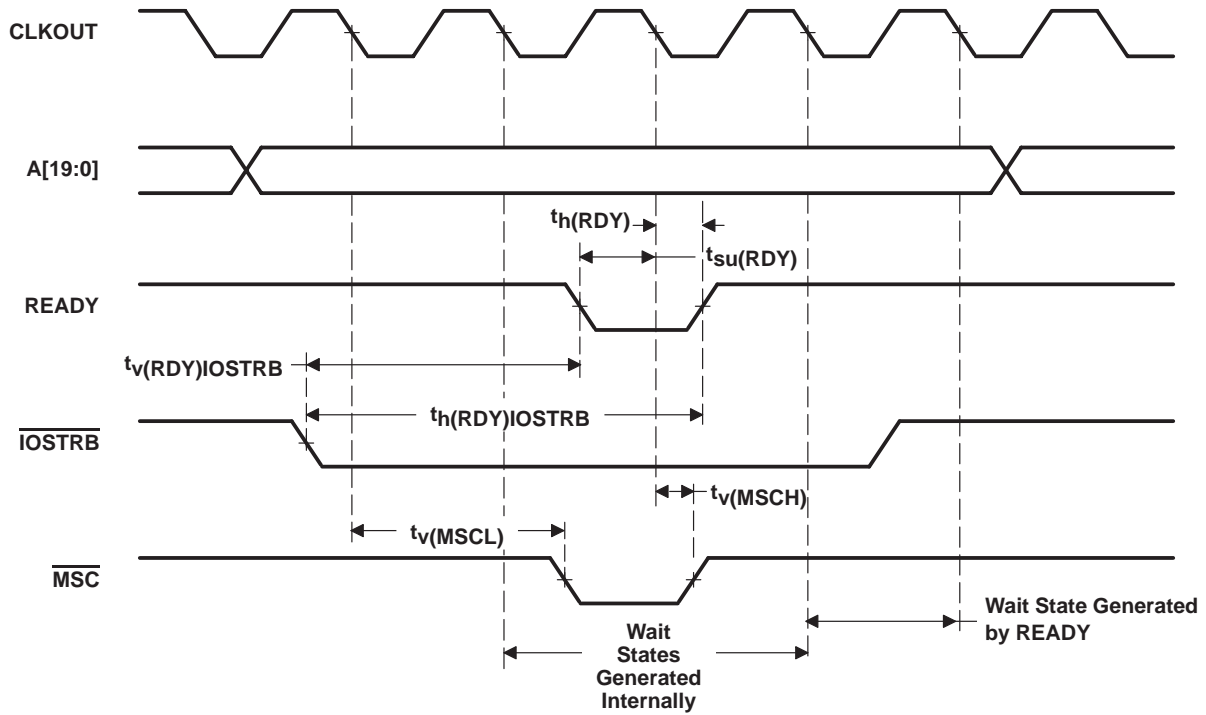 CLKOUT
A[19:0]
th(RDY)
tsu(RDY)
READY
tv(RDY)IOSTRB
th(RDY)IOSTRB
IOSTRB
tv(MSCH)
tv(MSCL)
MSC
Wait State Generated
by READY
Wait
States
Generated
Internally